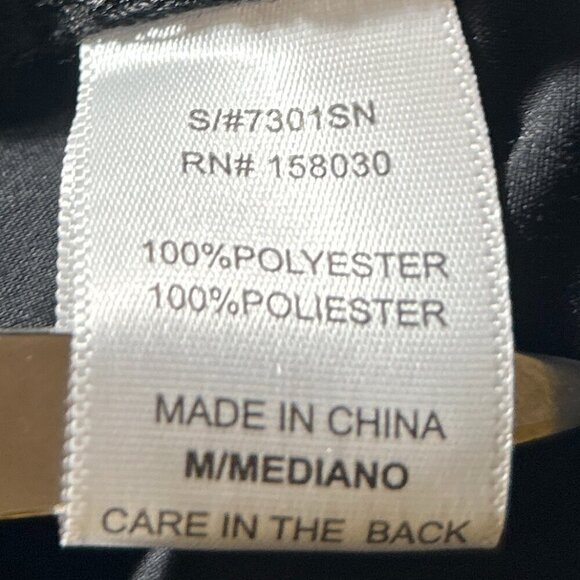 S/#7301SN
RN# 158030
100%POLYESTER
100%POLIESTER
MADE IN CHINA
M/MEDIANO
CARE IN THE BACK